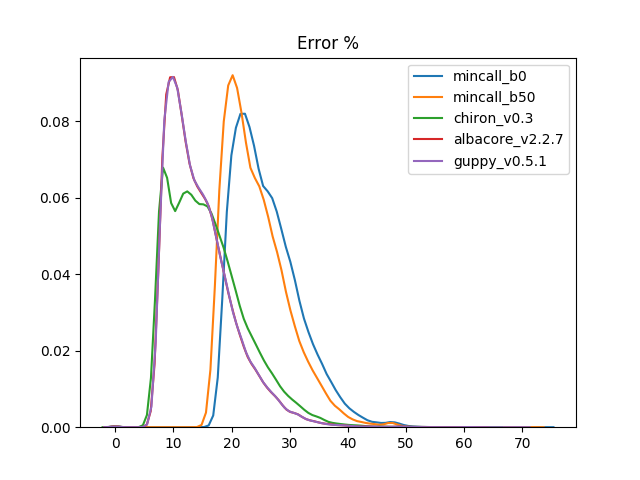 Error %
mincall_b0
mincall_b50
chiron_v0.3
albacore_v2.2.7
guppy_v0.5.1
0.08
0.06
0.04
0.02
0.00
0 10 20 30 40 50 60 70